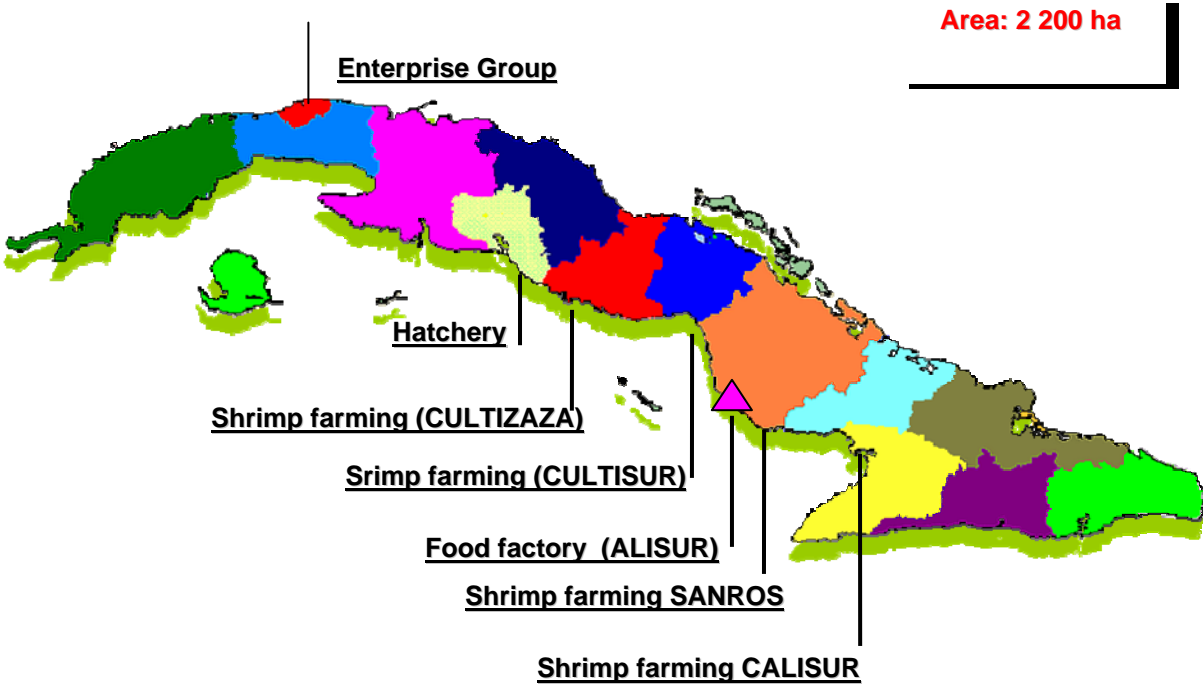 Area: 2 200 ha
Enterprise Group
Hatchery
Shrimp farming (CULTIZAZA)
Srimp farming (CULTISUR)
Food factory (ALISUR)
Shrimp farming SANROS
Shrimp farming CALISUR